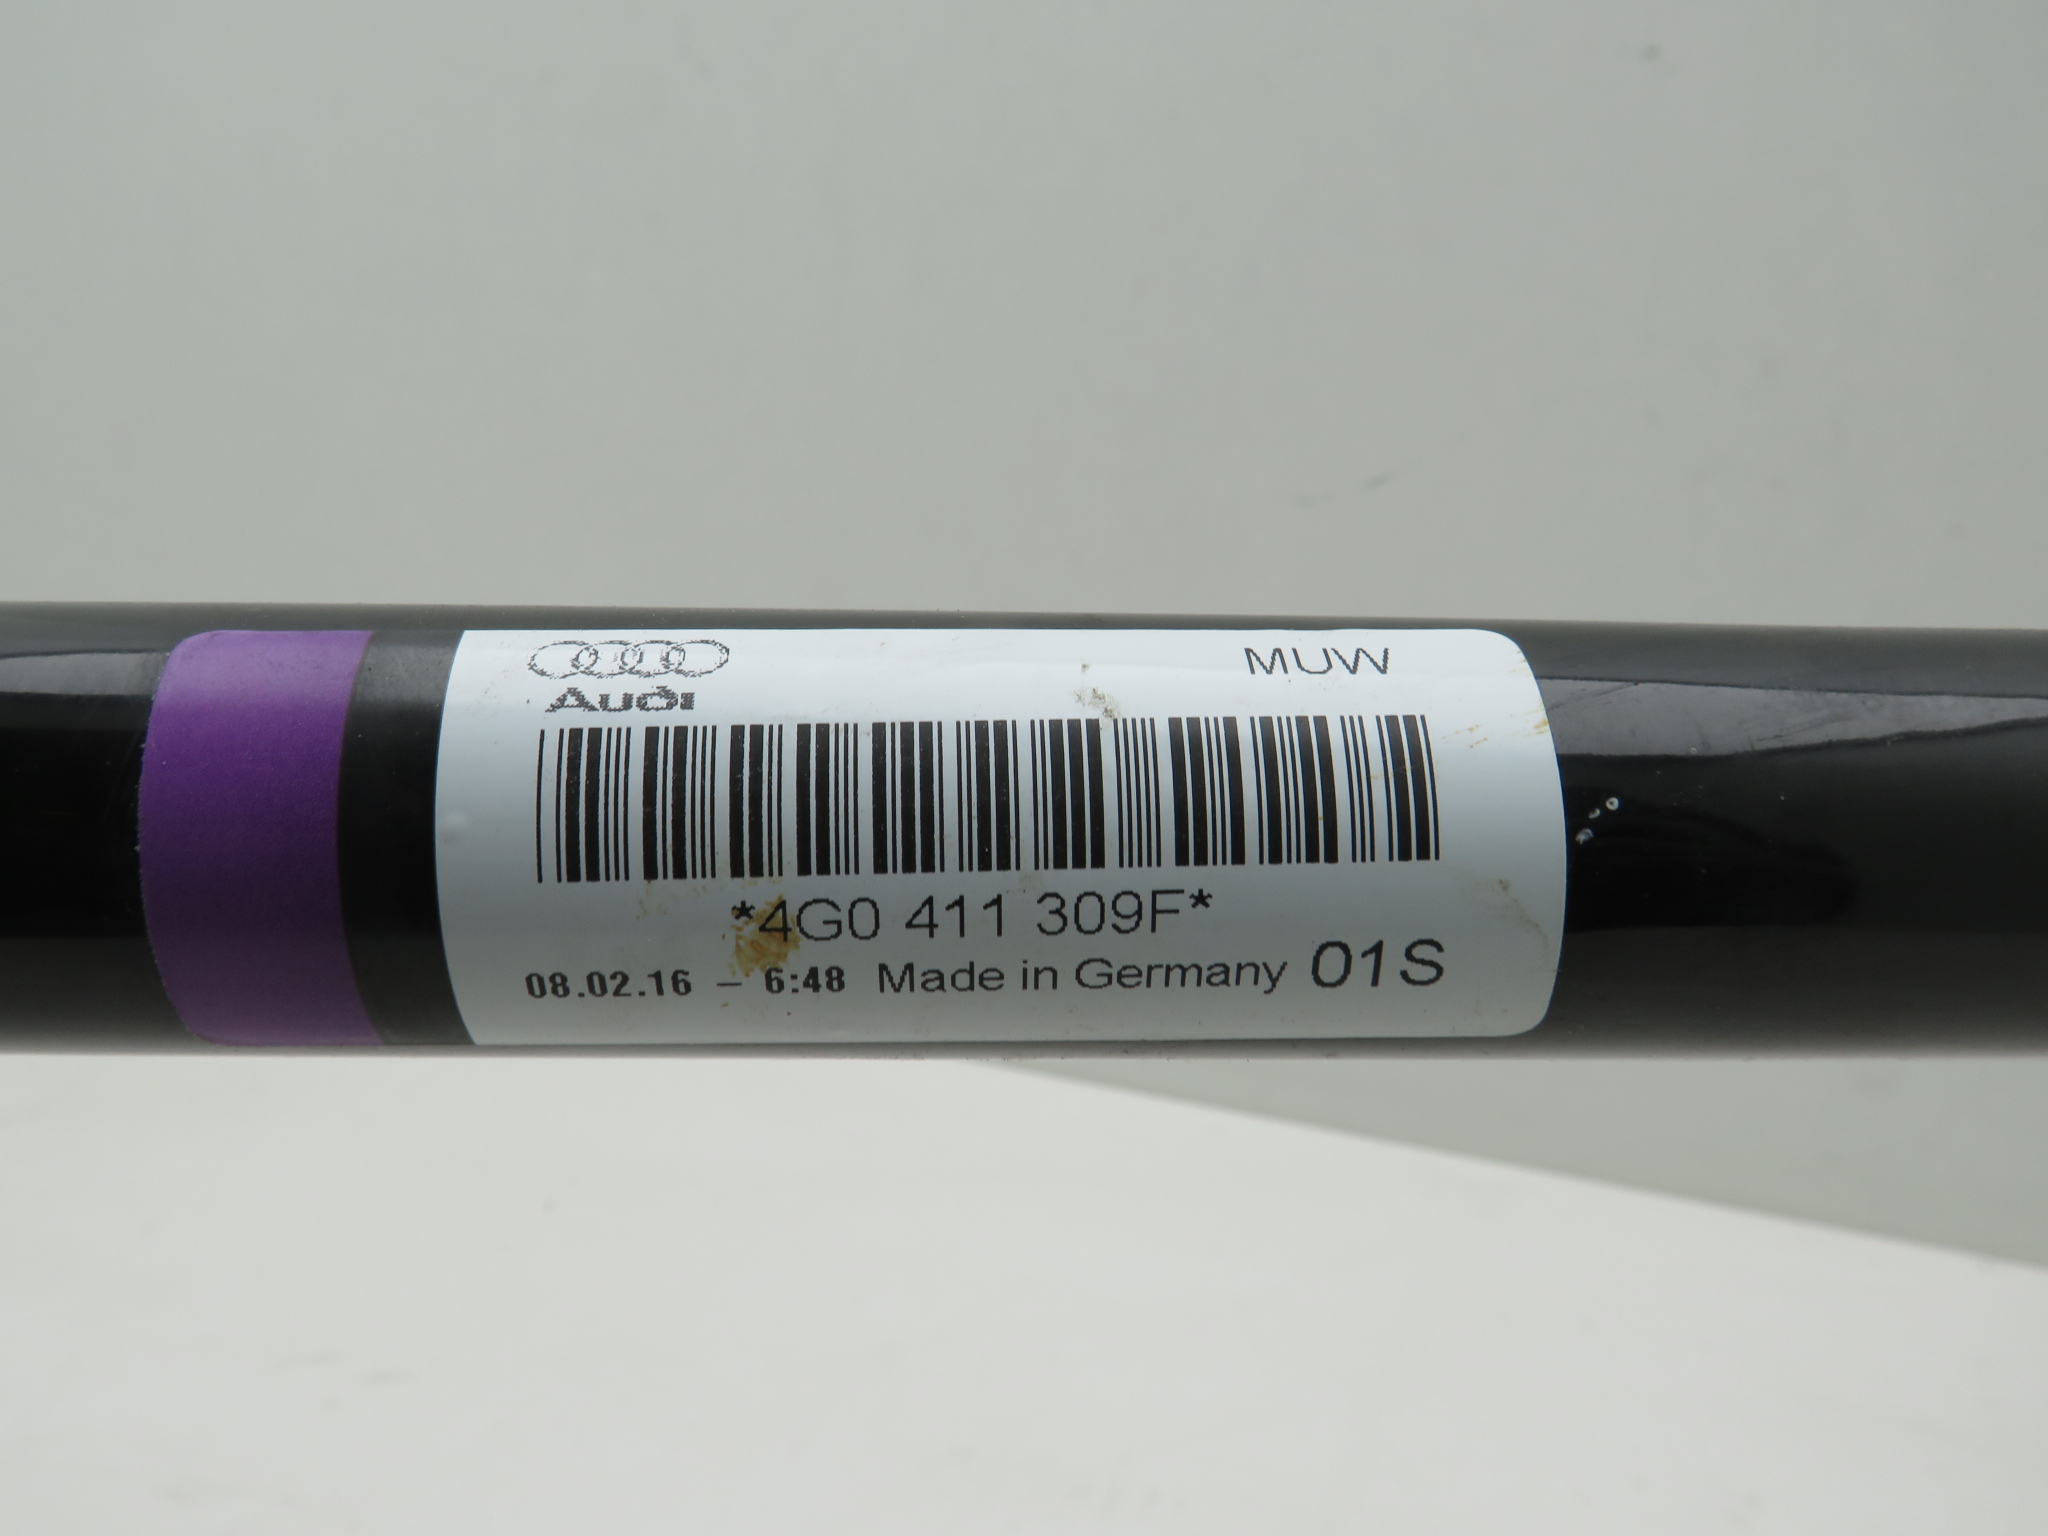 MUW
Audi
*4G0 411 309F*
08.02.16 - 6:48 Made in Germany 01S